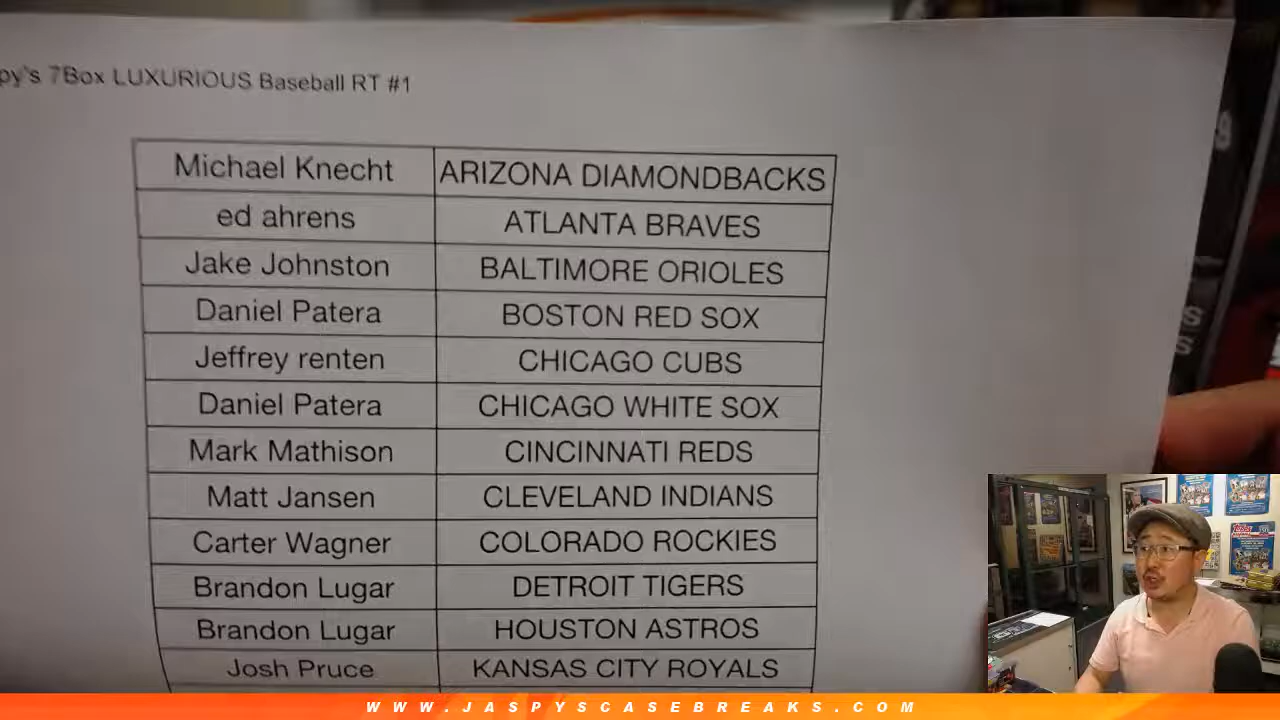 py's 7Box LUXURIOUS Baseball RT #1
Michael Knecht ARIZONA DIAMONDBACKS
ed ahrens ATLANTA BRAVES
Jake Johnston BALTIMORE ORIOLES
Daniel Patera BOSTON RED SOX
Jeffrey renten CHICAGO CUBS
Daniel Patera CHICAGO WHITE SOX
Mark Mathison CINCINNATI REDS
Matt Jansen CLEVELAND INDIANS
Carter Wagner COLORADO ROCKIES
Brandon Lugar DETROIT TIGERS
Brandon Lugar HOUSTON ASTROS
Josh Pruce KANSAS CITY ROYALS
Topps
WWW.JASPYSCASEBREAKS.COM